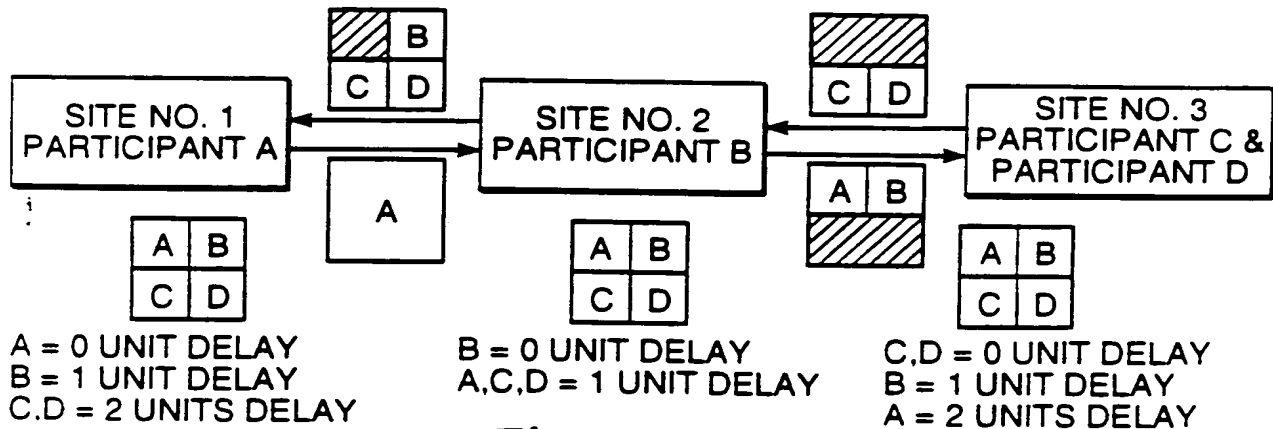 B
C D
C D
SITE NO. 1
PARTICIPANT A
SITE NO. 2
PARTICIPANT B
SITE NO. 3
PARTICIPANT C &
PARTICIPANT D
A
A B
A B
C D
A B
C D
A B
C D
A = 0 UNIT DELAY
B = 1 UNIT DELAY
C.D = 2 UNITS DELAY
B = 0 UNIT DELAY
A,C,D = 1 UNIT DELAY
C,D = 0 UNIT DELAY
B = 1 UNIT DELAY
A = 2 UNITS DELAY